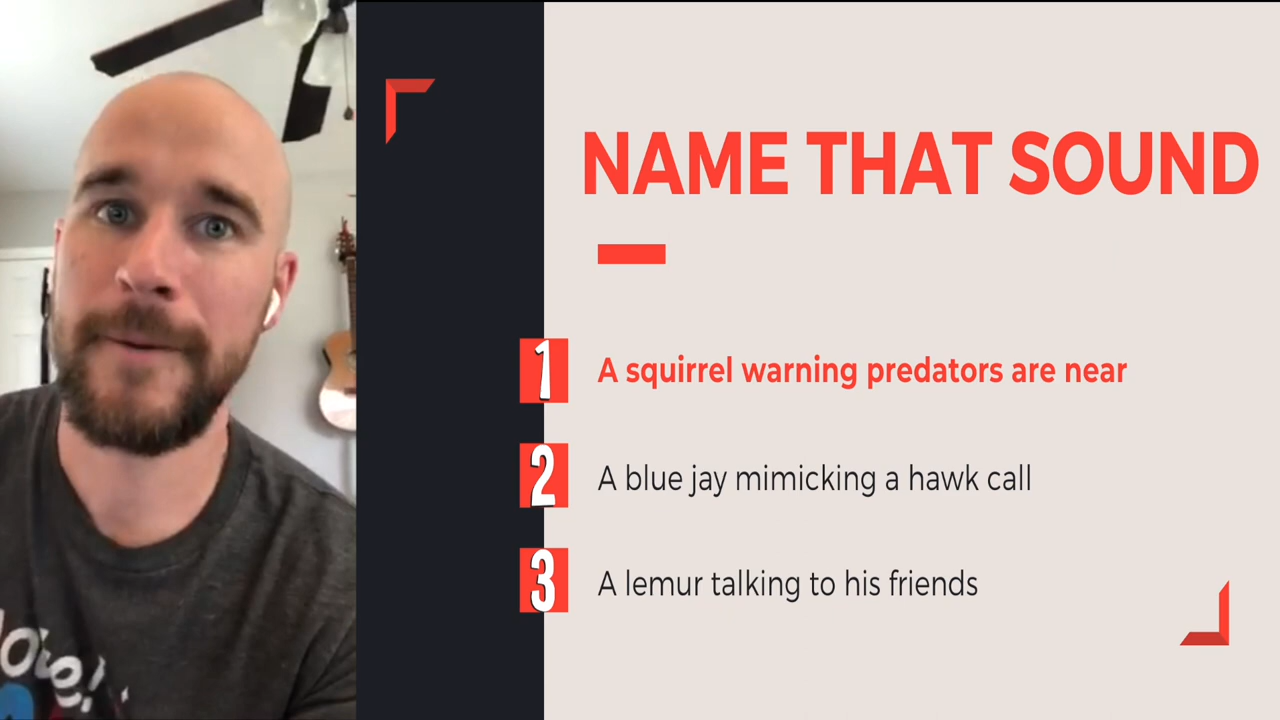 NAME THAT SOUND
1 A squirrel warning predators are near
2 A blue jay mimicking a hawk call
3 A lemur talking to his friends